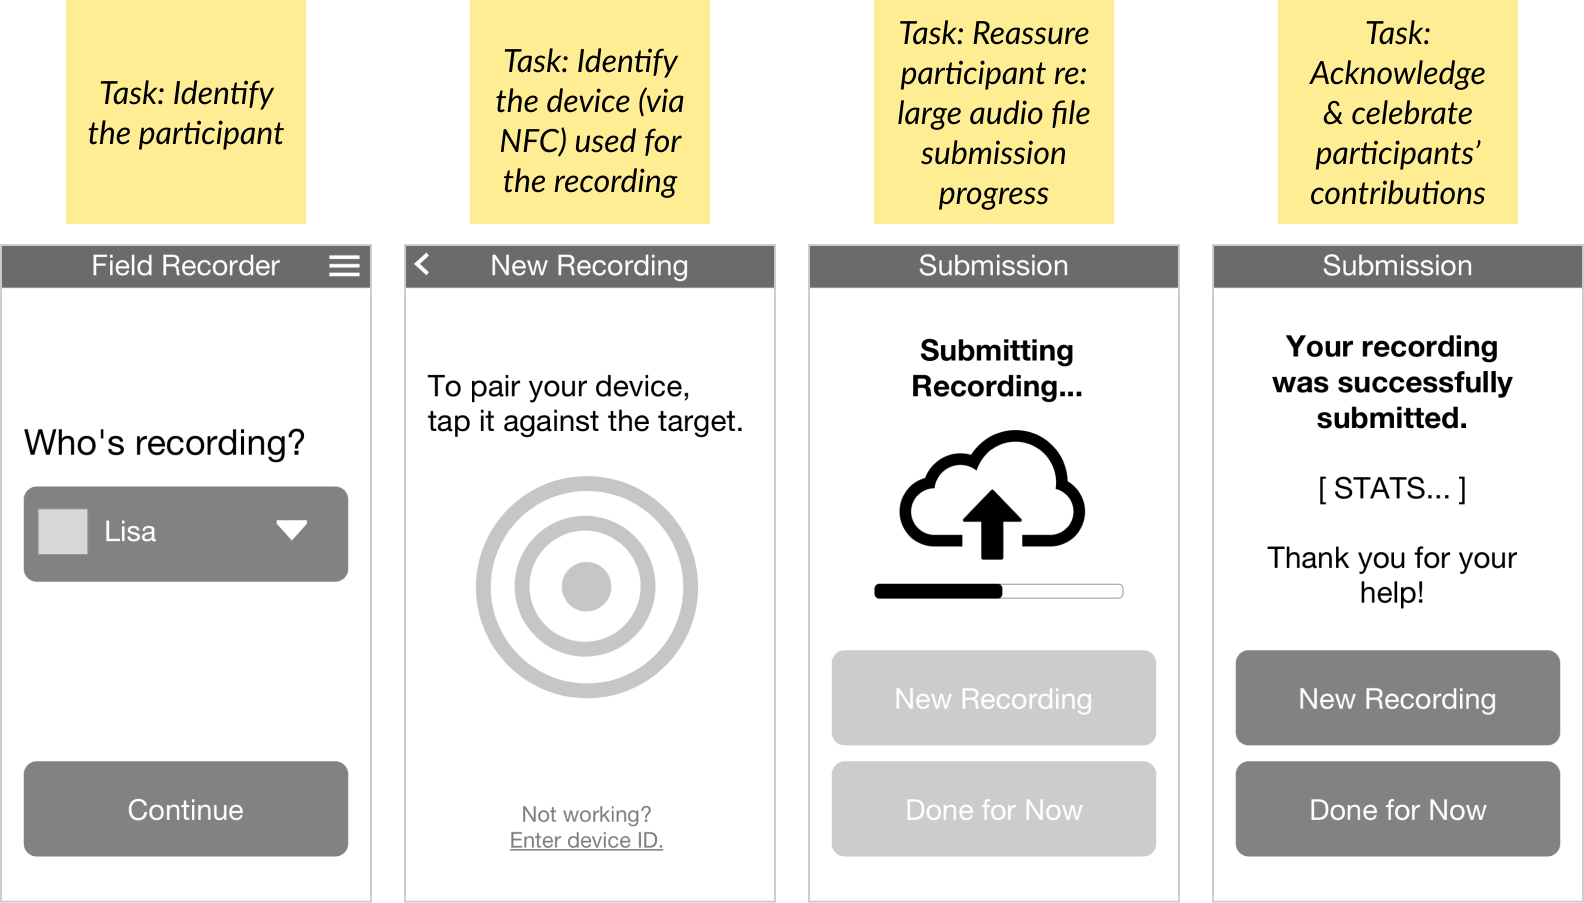 Task: Identify
the participant
Task: Identify
the device (via
NFC) used for
the recording
Task: Reassure
participant re:
large audio file
submission
progress
Task:
Acknowledge
& celebrate
participants’
contributions
Field Recorder
Who's recording?
Lisa
Continue
New Recording
To pair your device,
tap it against the target.
Not working?
Enter device ID.
Submission
Submitting
Recording...
New Recording
Done for Now
Submission
Your recording
was successfully
submitted.
[ STATS... ]
Thank you for your
help!
New Recording
Done for Now